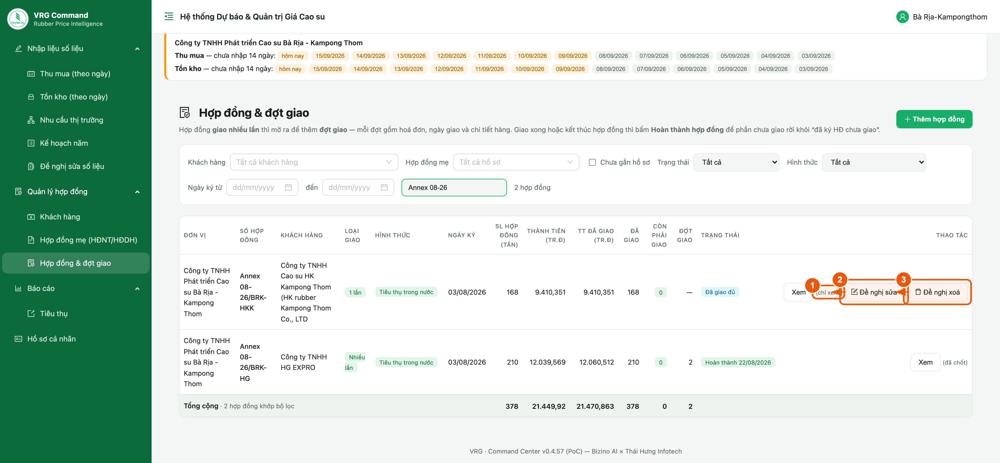 VRG Command
Rubber Price Intelligence
Nhập liệu số liệu
Thu mua (theo ngày)
Tồn kho (theo ngày)
Nhu cầu thị trường
Kế hoạch năm
Đề nghị sửa số liệu
Quản lý hợp đồng
Khách hàng
Hợp đồng mẹ (HĐNT/HĐDH)
Hợp đồng & đợt giao
Báo cáo
Tiêu thụ
Hồ sơ cá nhân
Hệ thống Dự báo & Quản trị Giá Cao su
Bà Rịa-Kampongthom
Công ty TNHH Phát triển Cao su Bà Rịa - Kampong Thom
Thu mua — chưa nhập 14 ngày: hôm nay 15/09/2026 14/09/2026 13/09/2026 12/09/2026 11/09/2026 10/09/2026 09/09/2026 08/09/2026 07/09/2026 06/09/2026 05/09/2026 04/09/2026 03/09/2026
Tồn kho — chưa nhập 14 ngày: hôm nay 15/09/2026 14/09/2026 13/09/2026 12/09/2026 11/09/2026 10/09/2026 09/09/2026 08/09/2026 07/09/2026 06/09/2026 05/09/2026 04/09/2026 03/09/2026
Hợp đồng & đợt giao
+ Thêm hợp đồng
Hợp đồng giao nhiều lần thì mở ra để thêm đợt giao — mỗi đợt gồm hoá đơn, ngày giao và chi tiết hàng. Giao xong hoặc kết thúc hợp đồng thì bấm Hoàn thành hợp đồng để phần chưa giao rời khỏi “đã ký HĐ chưa giao”.
Khách hàng Tất cả khách hàng Hợp đồng mẹ Tất cả hồ sơ Chưa gắn hồ sơ Trạng thái Tất cả Hình thức Tất cả
Ngày ký từ dd/mm/yyyy đến dd/mm/yyyy Annex 08-26 2 hợp đồng
ĐƠN VỊ
SỐ HỢP
ĐỒNG
KHÁCH HÀNG
LOẠI
GIAO
HÌNH THỨC
NGÀY KÝ
SL HỢP
ĐỒNG
(TẤN)
THÀNH TIỀN
(TR.Đ)
TT ĐÃ GIAO
(TR.Đ)
ĐÃ
GIAO
CÒN
PHẢI
GIAO
ĐỢT
GIAO
TRẠNG THÁI
THAO TÁC
Công ty TNHH
Phát triển Cao
su Bà Rịa -
Kampong
Thom
Annex
08-
26/BRK-
HKK
Công ty TNHH
Cao su HK
Kampong Thom
(HK rubber
Kampong Thom
Co., LTD
1 lần
Tiêu thụ trong nước
03/08/2026
168
9.410,351
9.410,351
168
0
—
Đã giao đủ
Xem
1
2
Đề nghị sửa
3
Đề nghị xoá
Công ty TNHH
Phát triển Cao
su Bà Rịa -
Kampong
Thom
Annex
08-
26/BRK-
HG
Công ty TNHH
HG EXPRO
Nhiều
lần
Tiêu thụ trong nước
03/08/2026
210
12.039,569
12.060,512
210
0
2
Hoàn thành 22/08/2026
Xem
(đã chốt)
Tổng cộng · 2 hợp đồng khớp bộ lọc 378 21.449,92 21.470,863 378 0 2
VRG · Command Center v0.4.57 (PoC) — Bizino AI × Thái Hưng Infotech